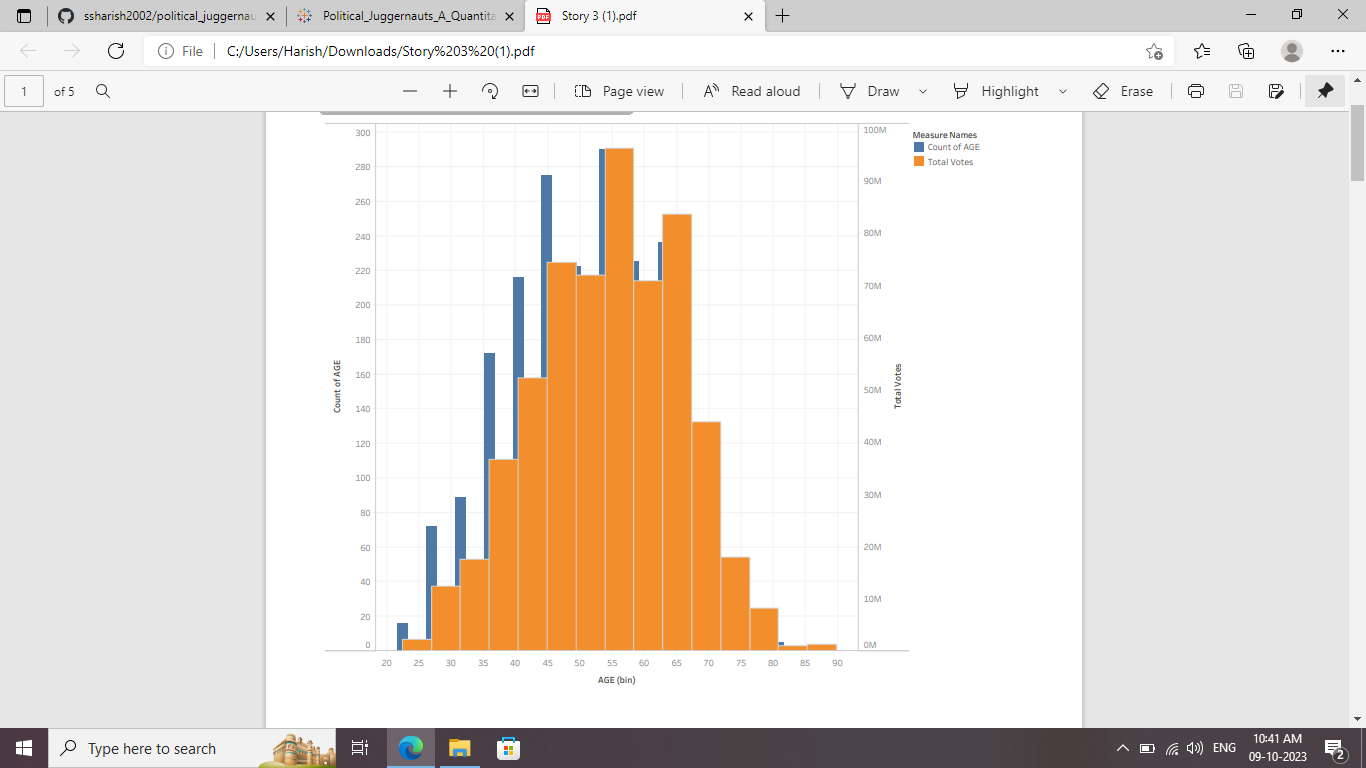 ssharish2002/political_juggernau
Political_Juggernauts_A_Quantita
Story 3 (1).pdf
File
C:/Users/Harish/Downloads/Story%203%20(1).pdf
1
of 5
Page view
Read aloud
Draw
Highlight
Erase
300
280
260
240
220
200
180
160
140
120
100
80
60
40
20
0
Count of AGE
100M
90M
80M
70M
60M
50M
40M
30M
20M
10M
0M
Total Votes
Measure Names
Count of AGE
Total Votes
20 25 30 35 40 45 50 55 60 65 70 75 80 85 90
AGE (bin)
Type here to search
ENG
10:41 AM
09-10-2023
2